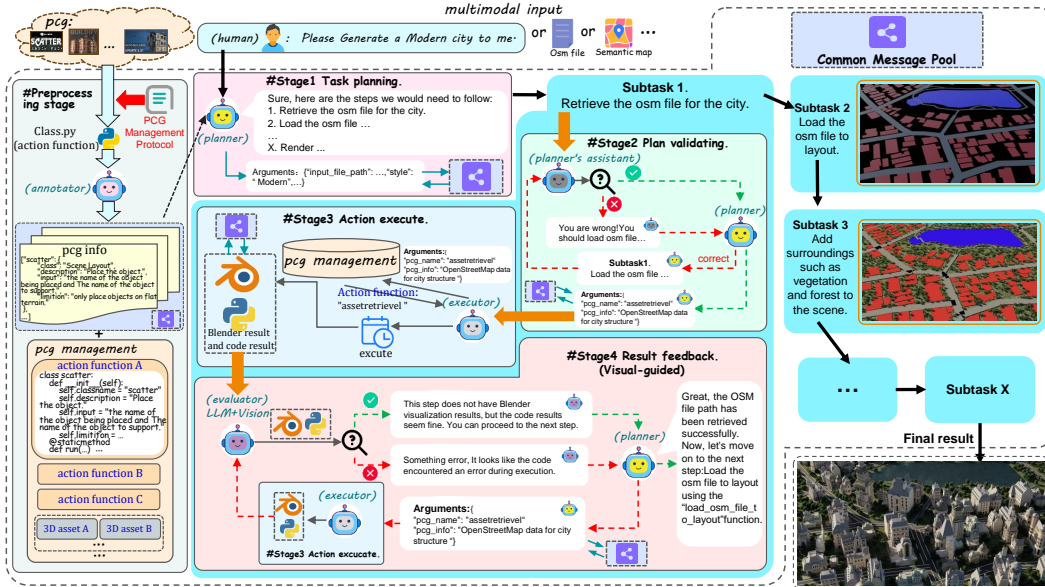 multimodal input
pcg:
SCATTER
BUILDIFY
...
(human) : Please Generate a Modern city to me.
or
Osm file
or
Semantic map
...
Common Message Pool
#Preprocess
ing stage
Class.py
(action function)
PCG
Management
Protocol
(annotator)
pcg info
["scatter": {
"class": "Scene Layout"
"description": "Place the object.",
"input": "the name of the object
being placed and The name of the object
to support.",
"limition": "only place objects on flat
terrain."
},
...]
+
pcg management
action function A
class scatter:
def __init__(self):
self.classname = "scatter"
self.description = "Place
the object."
self.input = "the name of
the object being placed and The
name of the object to support."
self.limitifon = ...
@staticmethod
def run(...) ...
action function B
action function C
3D asset A
3D asset B
...
...
#Stage1 Task planning.
(planner)
Sure, here are the steps we would need to follow:
1. Retrieve the osm file for the city.
2. Load the osm file ...
...
X. Render ...
Arguments: {"input_file_path": ...,"style":
" Modern",...}
Subtask 1.
Retrieve the osm file for the city.
#Stage2 Plan validating.
(planner's assistant)
(planner)
You are wrong!You
should load osm file...
correct
Subtask1.
Load the osm file ...
Arguments:{
"pcg_name": "assetretrievel"
"pcg_info": "OpenStreetMap data
for city structure "}
#Stage3 Action execute.
Blender result
and code result
pcg management
Arguments:{
"pcg_name": "assetretrievel"
"pcg_info": "OpenStreetMap data
for city structure "}
Action function:
"assetretrievel "
(executor)
excute
#Stage4 Result feedback.
(Visual-guided)
(evaluator)
LLM+Vision
This step does not have Blender
visualization results, but the code results
seem fine. You can proceed to the next step.
Something error, It looks like the code
encountered an error during execution.
(planner)
Great, the OSM
file path has
been retrieved
successfully.
Now, let's move
on to the next
step:Load the
osm file to layout
using the
"load_osm_file_t
o_layout"function.
(executor)
#Stage3 Action excucate.
Arguments:{
"pcg_name": "assetretrievel"
"pcg_info": "OpenStreetMap data for city
structure "}
Subtask 2
Load the
osm file to
layout.
Subtask 3
Add
surroundings
such as
vegetation
and forest to
the scene.
...
Subtask X
Final result